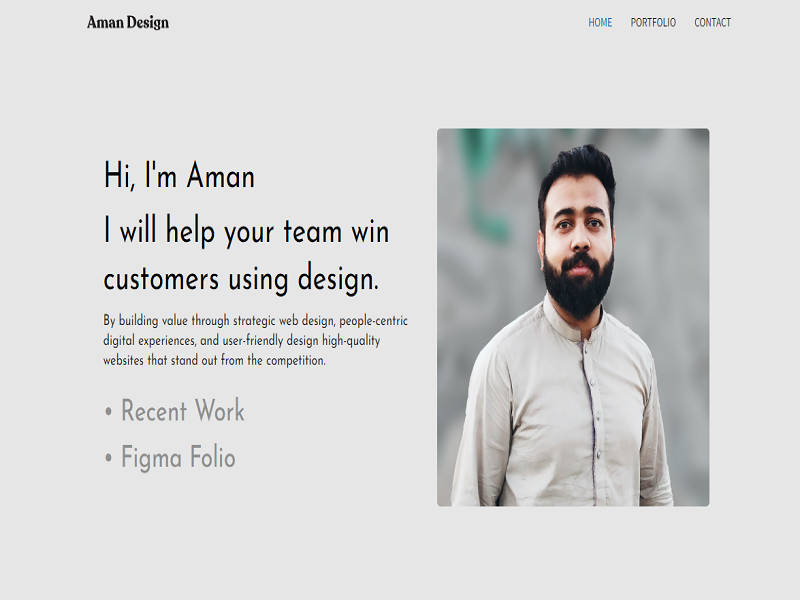 Aman Design
HOME PORTFOLIO CONTACT
Hi, I'm Aman
I will help your team win
customers using design.
By building value through strategic web design, people-centric
digital experiences, and user-friendly design high-quality
websites that stand out from the competition.
• Recent Work
• Figma Folio